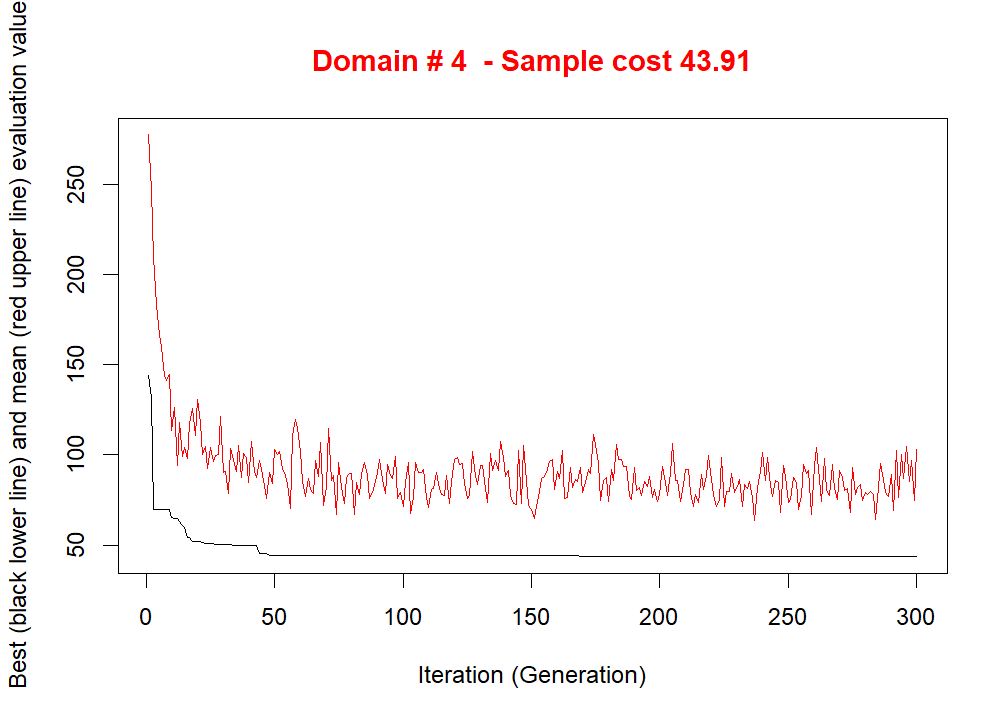 Domain # 4  - Sample cost 43.91
Best (black lower line) and mean (red upper line) evaluation value
250
200
150
100
50
0 50 100 150 200 250 300
Iteration (Generation)